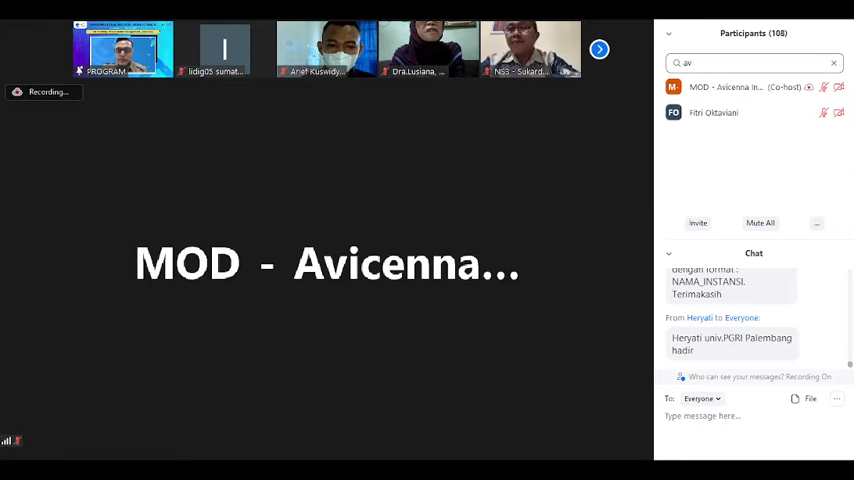 PROGRAM
I
lidig05 sumat...
Arief Kuswidy...
Dra.Lusiana, ...
NS3 - Sukard...
Recording...
MOD - Avicenna...
Participants (108)
av
M-
MOD - Avicenna In... (Co-host)
FO
Fitri Oktaviani
Invite
Mute All
...
Chat
dengan format :
NAMA_INSTANSI.
Terimakasih
From Heryati to Everyone:
Heryati univ.PGRI Palembang
hadir
Who can see your messages? Recording On
To: Everyone
File
...
Type message here...